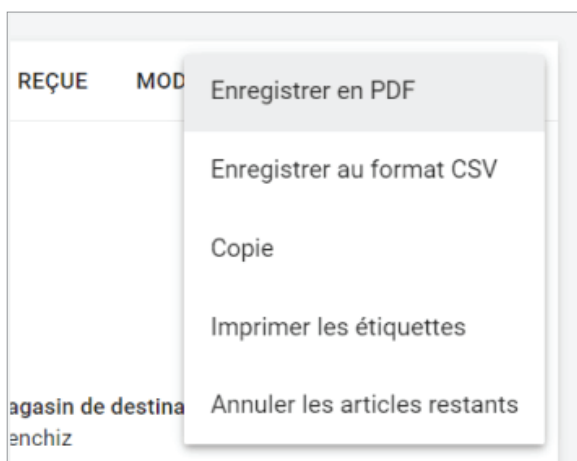 REÇUE MOD
Enregistrer en PDF
Enregistrer au format CSV
Copie
Imprimer les étiquettes
Annuler les articles restants
agasin de destina
enchiz